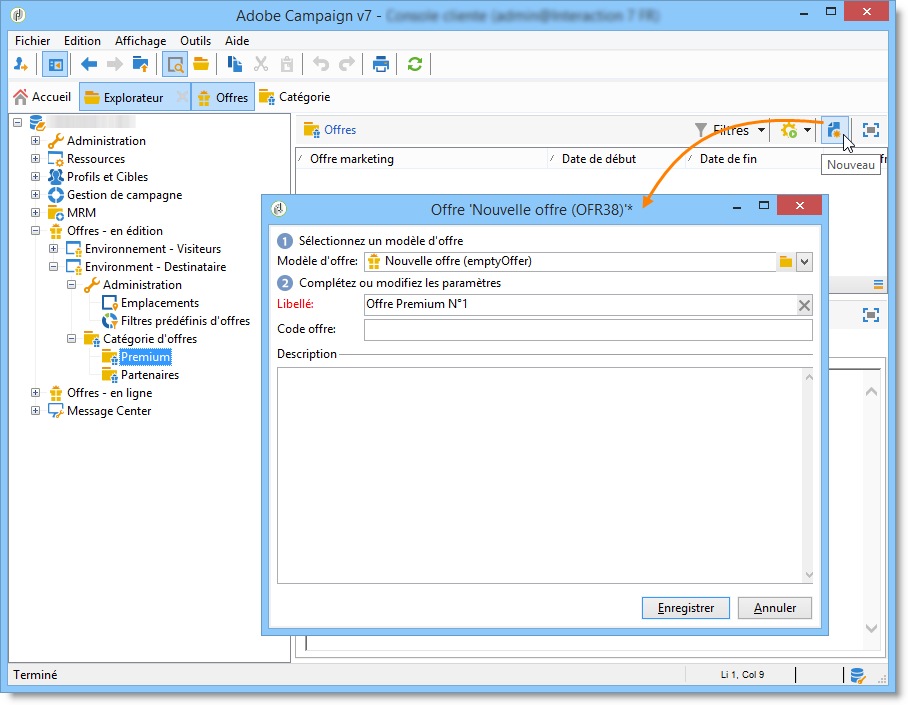 Adobe Campaign v7 - Console cliente (admin@Interaction 7 FR)
Fichier Edition Affichage Outils Aide
Accueil Explorateur Offres Catégorie
Administration
Ressources
Profils et Cibles
Gestion de campagne
MRM
Offres - en édition
Environnement - Visiteurs
Environment - Destinataire
Administration
Emplacements
Filtres prédéfinis d'offres
Catégorie d'offres
Premium
Partenaires
Offres - en ligne
Message Center
Offres Filtres
Offre marketing Date de début Date de fin
Nouveau
Offre 'Nouvelle offre (OFR38)'*
1 Sélectionnez un modèle d'offre
Modèle d'offre: Nouvelle offre (emptyOffer)
2 Complétez ou modifiez les paramètres
Libellé: Offre Premium N°1
Code offre:
Description
Enregistrer Annuler
Terminé Li 1, Col 9